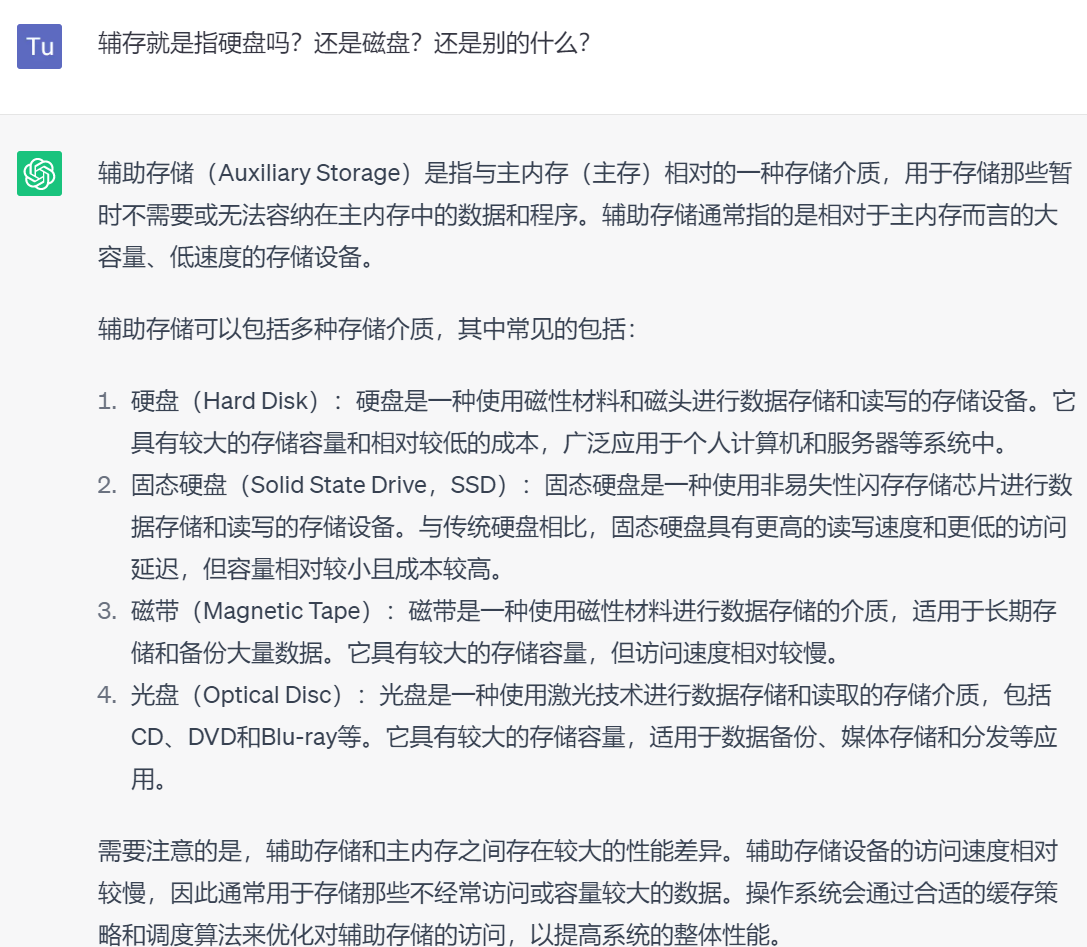 Tu
辅存就是指硬盘吗？还是磁盘？还是别的什么？
辅助存储（Auxiliary Storage）是指与主内存（主存）相对的一种存储介质，用于存储那些暂
时不需要或无法容纳在主内存中的数据和程序。辅助存储通常指的是相对于主内存而言的大
容量、低速度的存储设备。
辅助存储可以包括多种存储介质，其中常见的包括：
1. 硬盘（Hard Disk）：硬盘是一种使用磁性材料和磁头进行数据存储和读写的存储设备。它
具有较大的存储容量和相对较低的成本，广泛应用于个人计算机和服务器等系统中。
2. 固态硬盘（Solid State Drive，SSD）：固态硬盘是一种使用非易失性闪存存储芯片进行数
据存储和读写的存储设备。与传统硬盘相比，固态硬盘具有更高的读写速度和更低的访问
延迟，但容量相对较小且成本较高。
3. 磁带（Magnetic Tape）：磁带是一种使用磁性材料进行数据存储的介质，适用于长期存
储和备份大量数据。它具有较大的存储容量，但访问速度相对较慢。
4. 光盘（Optical Disc）：光盘是一种使用激光技术进行数据存储和读取的存储介质，包括
CD、DVD和Blu-ray等。它具有较大的存储容量，适用于数据备份、媒体存储和分发等应
用。
需要注意的是，辅助存储和主内存之间存在较大的性能差异。辅助存储设备的访问速度相对
较慢，因此通常用于存储那些不经常访问或容量较大的数据。操作系统会通过合适的缓存策
略和调度算法来优化对辅助存储的访问，以提高系统的整体性能。